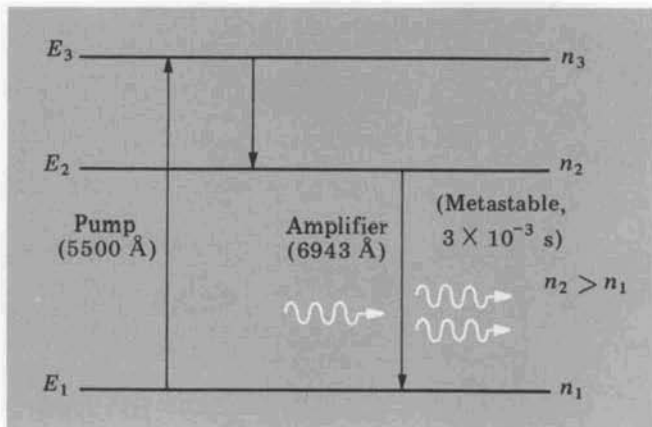 E₃ n₃
E₂ n₂
Pump
(5500 Å)
Amplifier
(6943 Å)
(Metastable,
3 × 10⁻³ s)
n₂ > n₁
E₁ n₁